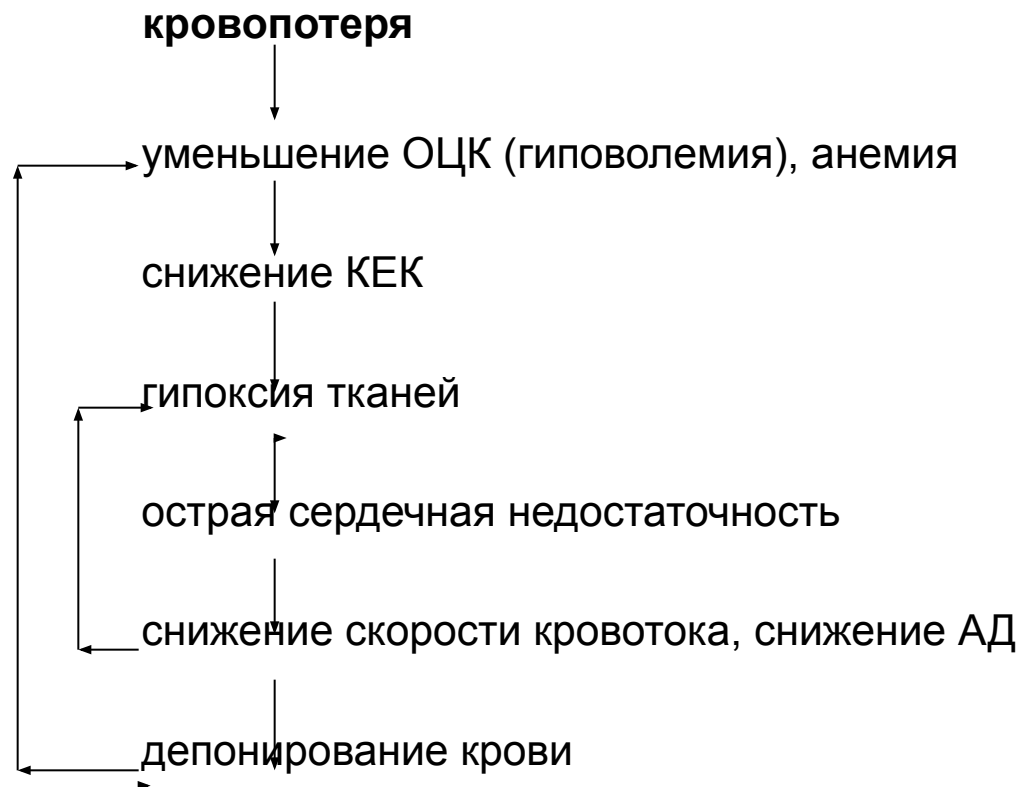 кровопотеря
уменьшение ОЦК (гиповолемия), анемия
снижение КЕК
гипоксия тканей
острая сердечная недостаточность
снижение скорости кровотока, снижение АД
депонирование крови